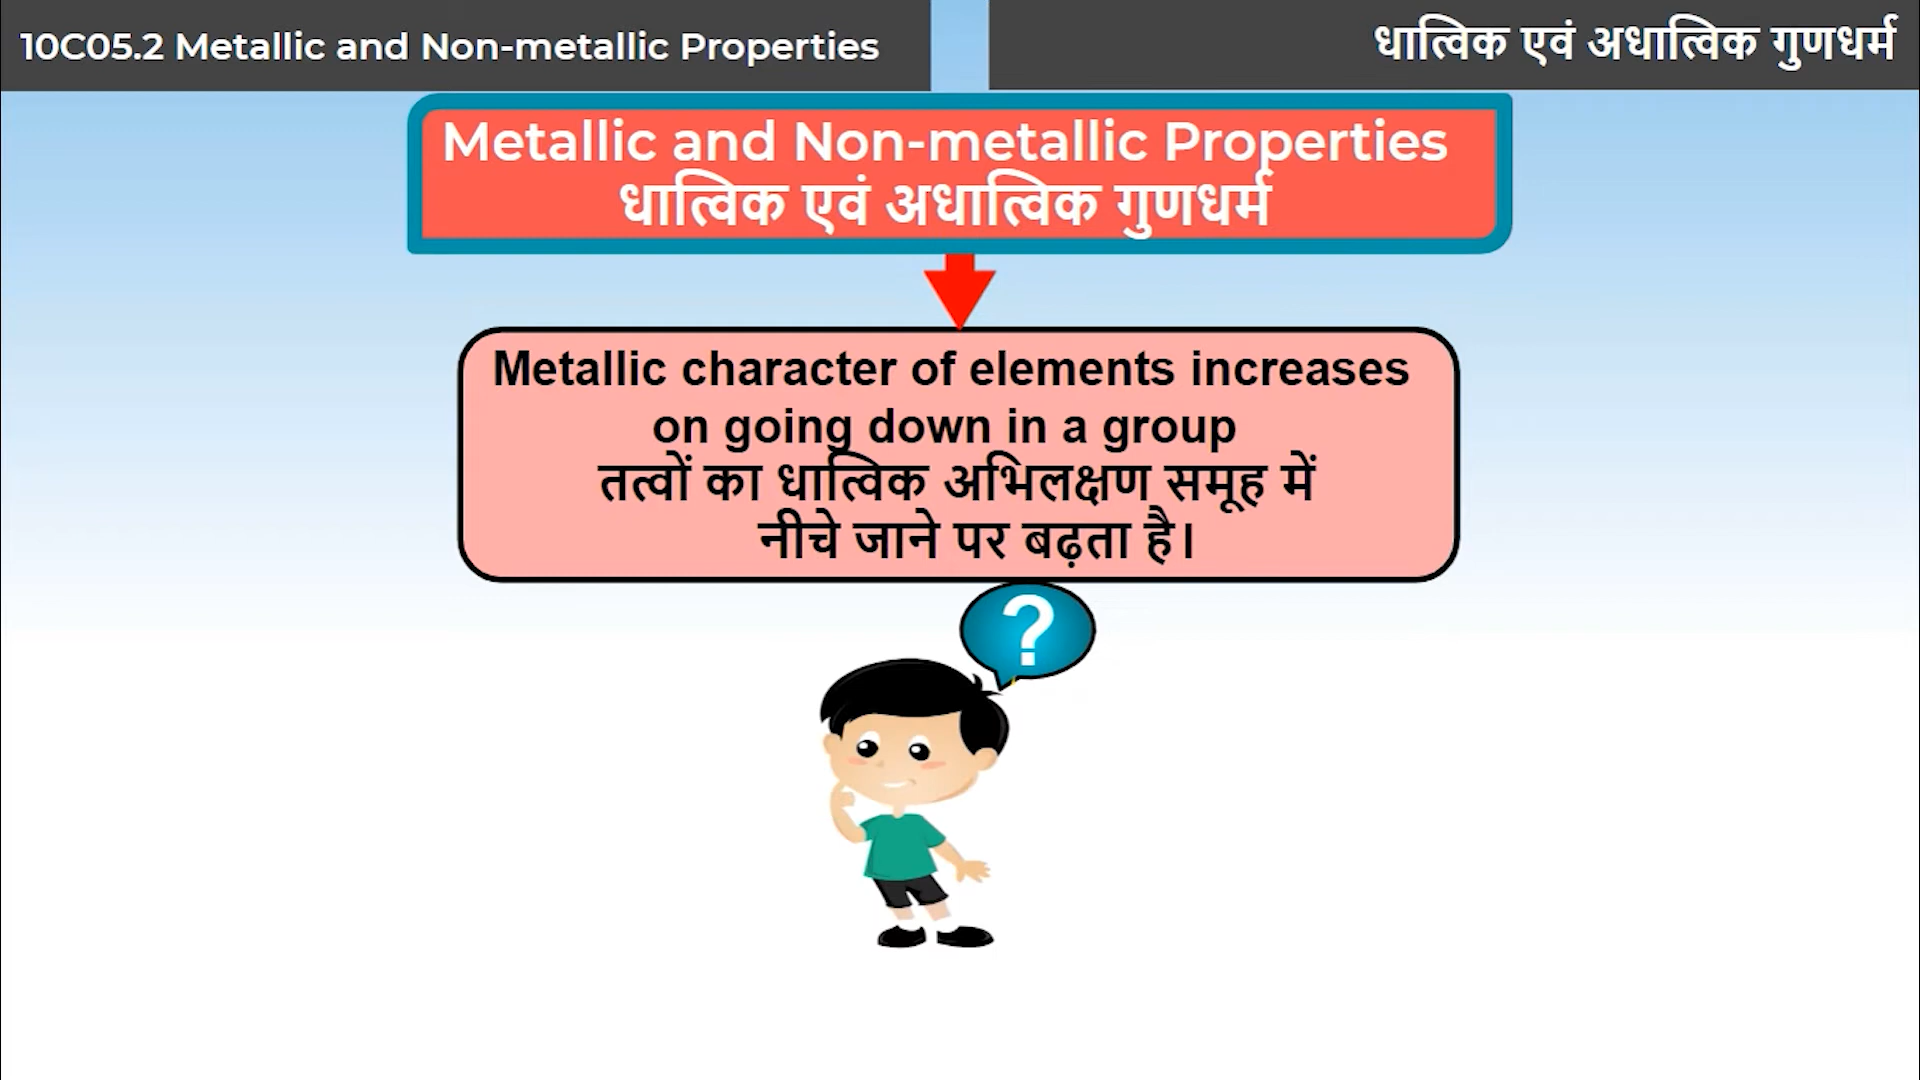 10C05.2 Metallic and Non-metallic Properties
धात्विक एवं अधात्विक गुणधर्म
Metallic and Non-metallic Properties
धात्विक एवं अधात्विक गुणधर्म
Metallic character of elements increases
on going down in a group
तत्वों का धात्विक अभिलक्षण समूह में
नीचे जाने पर बढ़ता है।
?